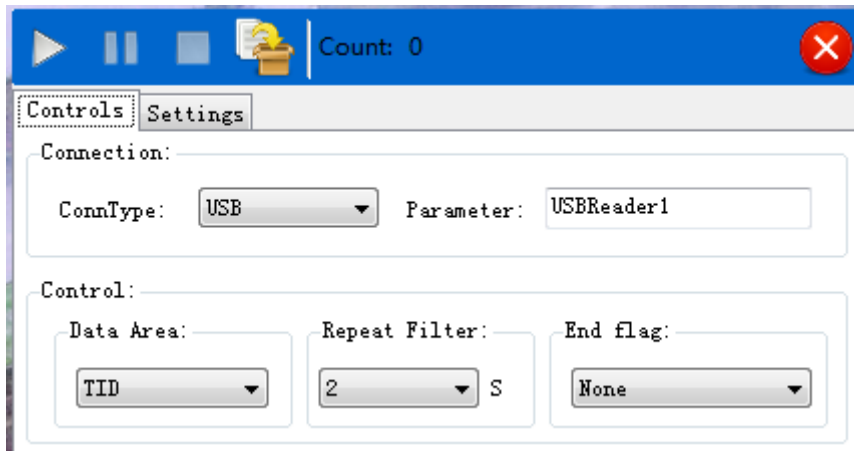 Count: 0
Controls Settings
Connection:
ConnType: USB Parameter: USBReader1
Control:
Data Area: Repeat Filter: End flag:
TID 2 S None